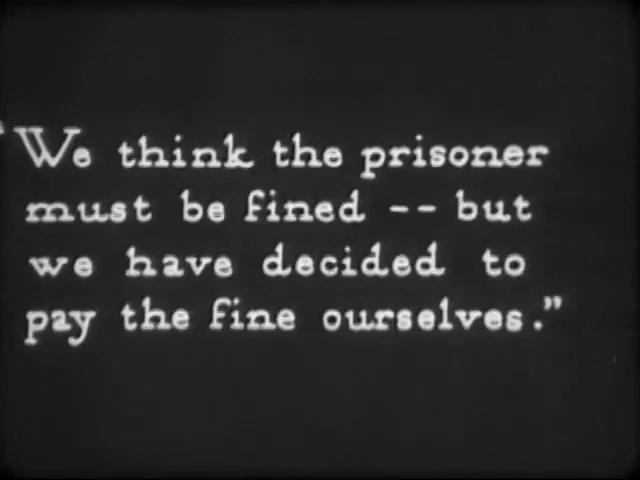 "We think the prisoner
must be fined -- but
we have decided to
pay the fine ourselves."